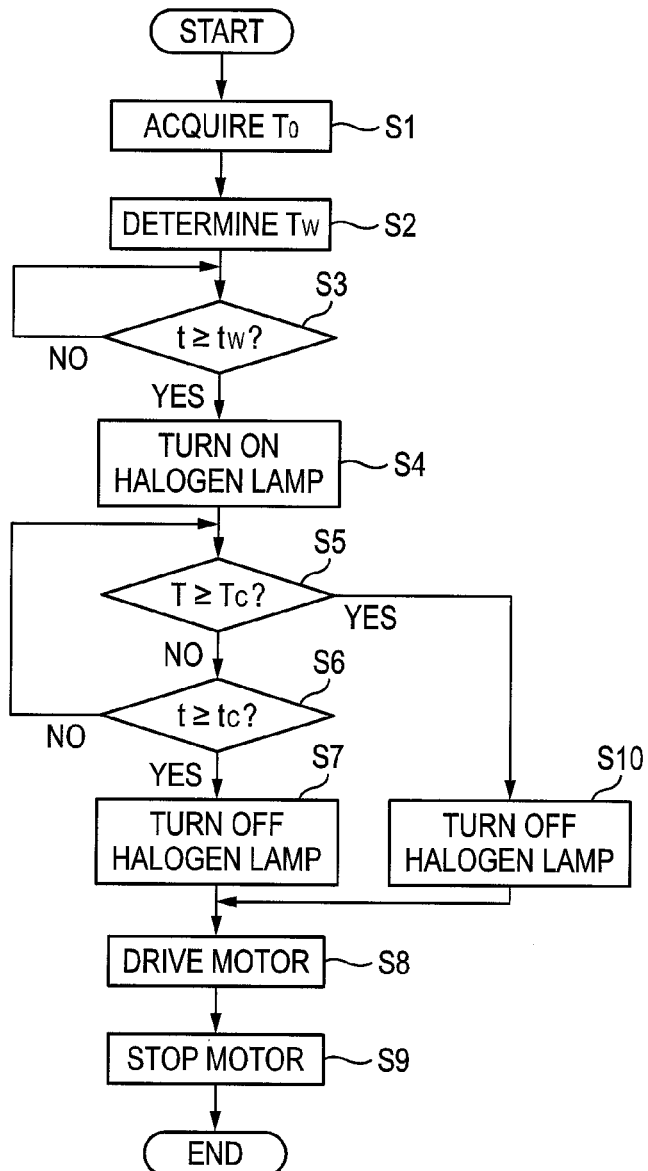 START
ACQUIRE T0
S1
DETERMINE TW
S2
S3
t ≥ tW?
NO
YES
TURN ON
HALOGEN LAMP
S4
S5
T ≥ TC?
YES
NO
S6
t ≥ tC?
NO
YES
S7
TURN OFF
HALOGEN LAMP
S10
TURN OFF
HALOGEN LAMP
DRIVE MOTOR
S8
STOP MOTOR
S9
END